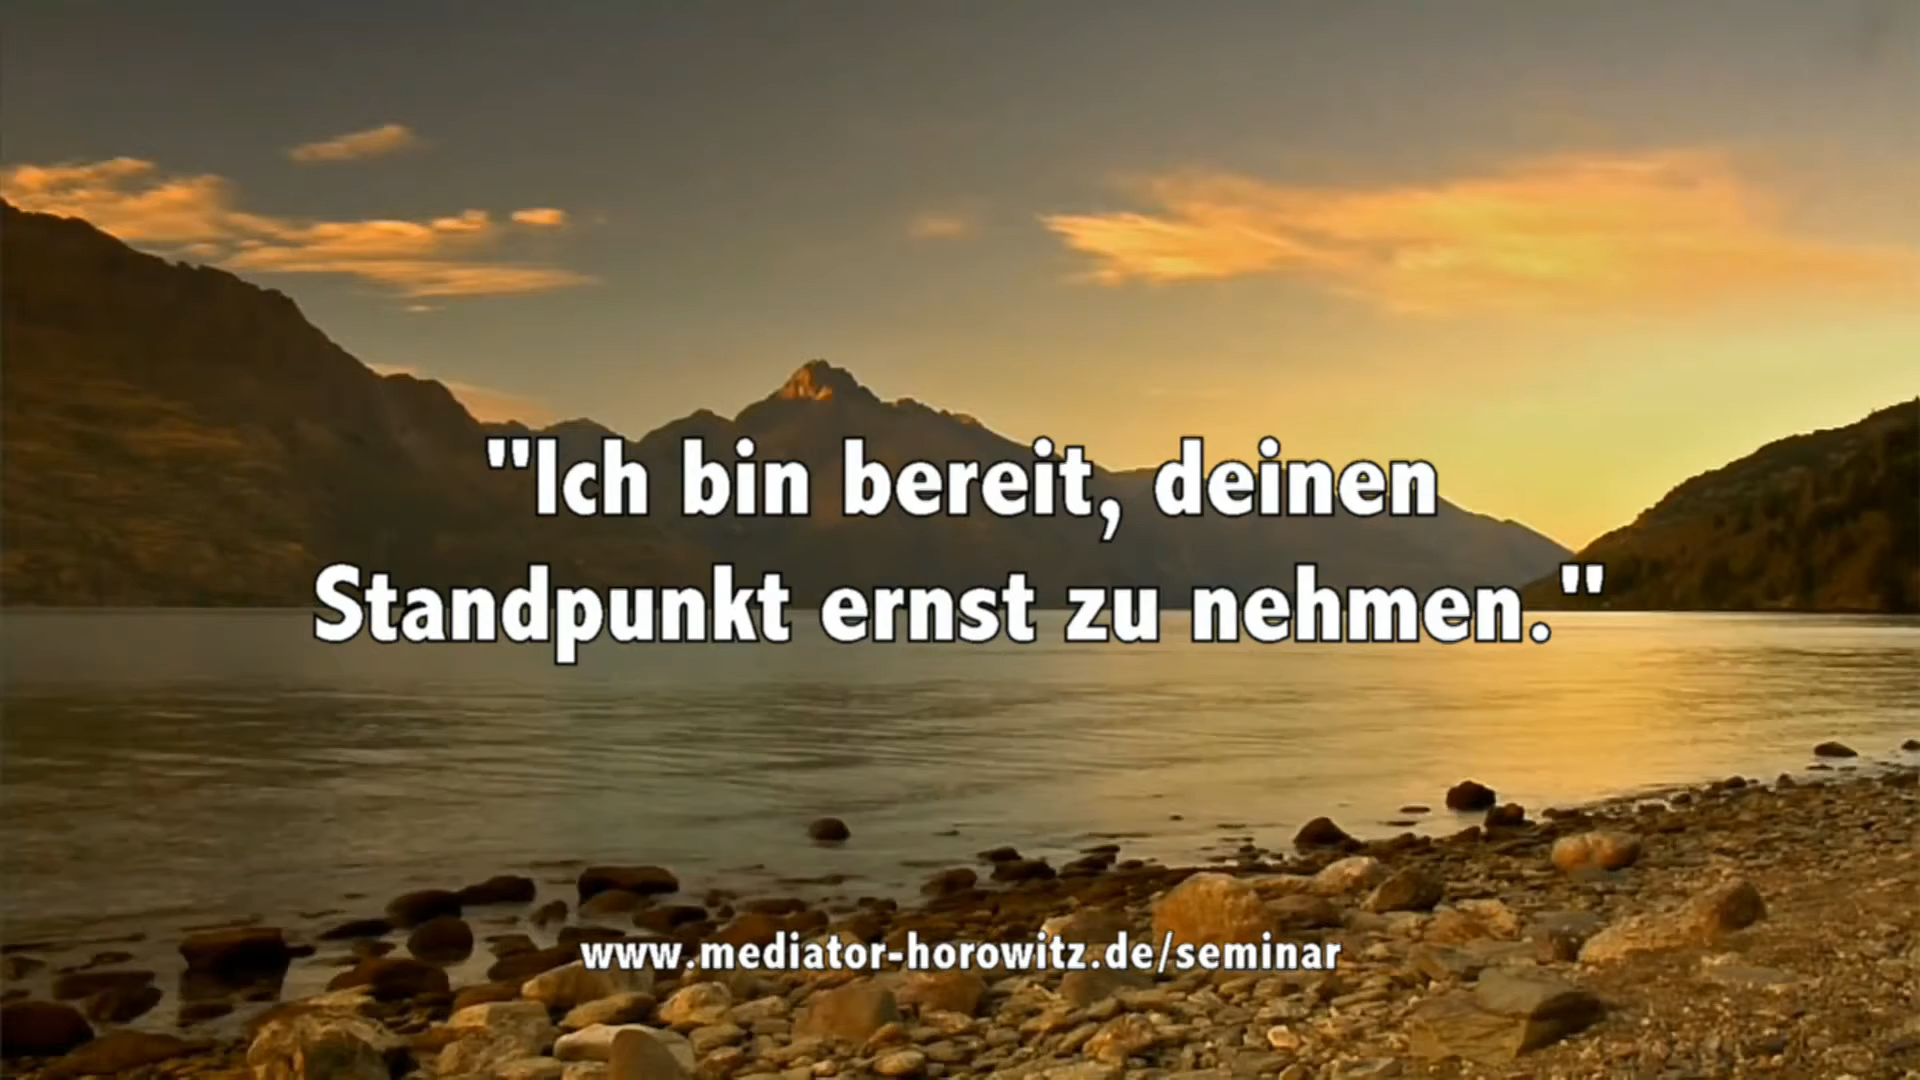 "Ich bin bereit, deinen
Standpunkt ernst zu nehmen."
www.mediator-horowitz.de/seminar